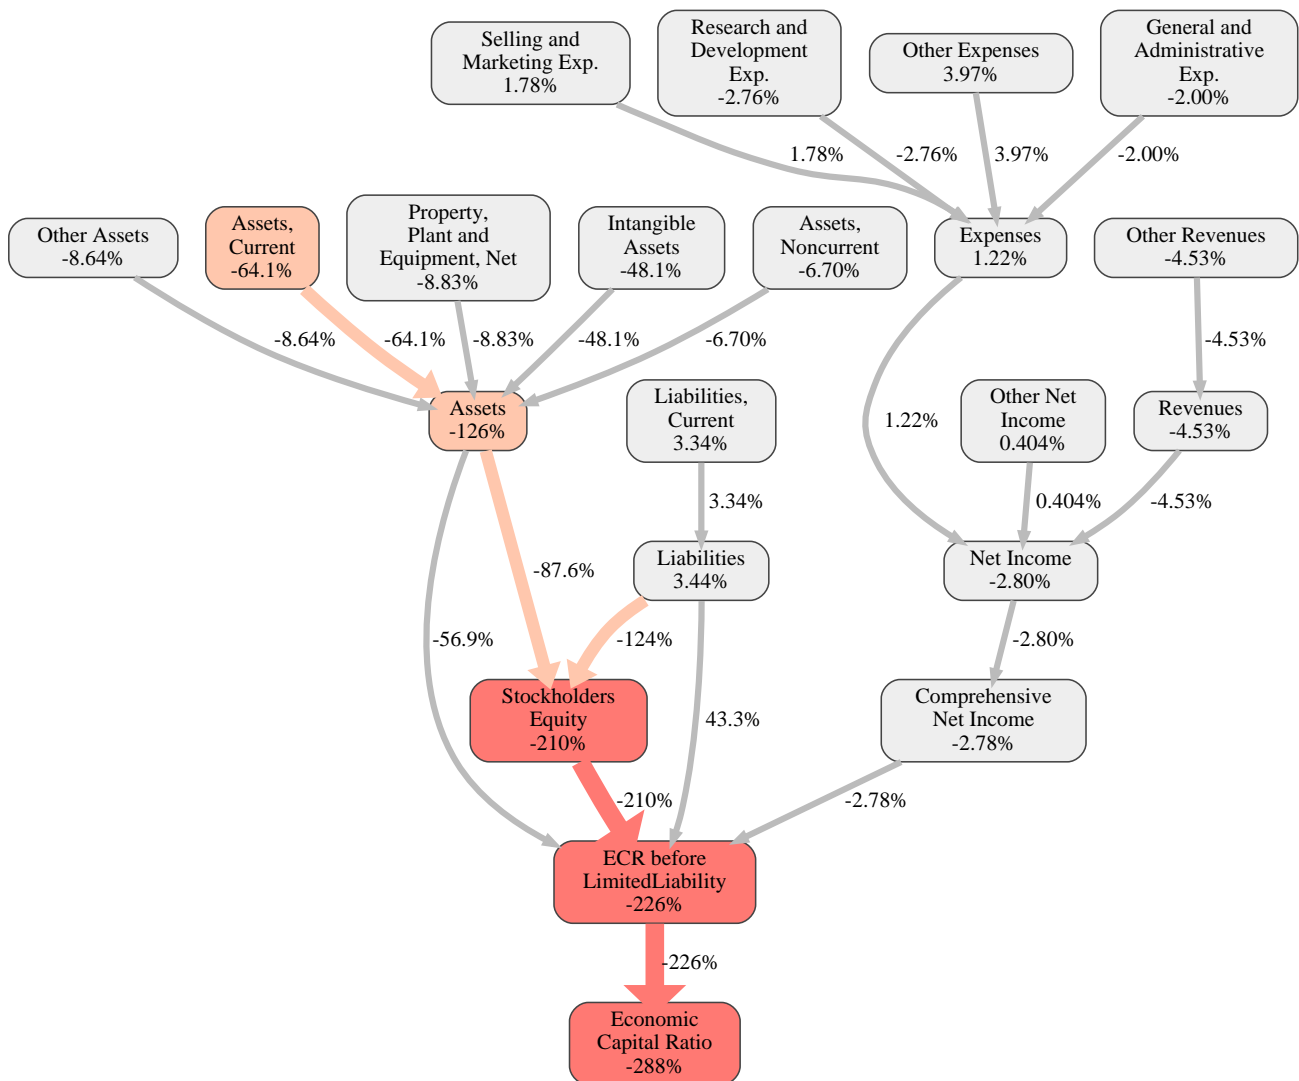 Selling and
Marketing Exp.
1.78%
Research and
Development
Exp.
-2.76%
Other Expenses
3.97%
General and
Administrative
Exp.
-2.00%
1.78%
-2.76%
3.97%
-2.00%
Other Assets
-8.64%
Assets,
Current
-64.1%
Property,
Plant and
Equipment, Net
-8.83%
Intangible
Assets
-48.1%
Assets,
Noncurrent
-6.70%
Expenses
1.22%
Other Revenues
-4.53%
-8.64%
-64.1%
-8.83%
-48.1%
-6.70%
-4.53%
Assets
-126%
Liabilities,
Current
3.34%
1.22%
Other Net
Income
0.404%
Revenues
-4.53%
3.34%
0.404%
-4.53%
-87.6%
Liabilities
3.44%
Net Income
-2.80%
-56.9%
-124%
-2.80%
Stockholders
Equity
-210%
43.3%
Comprehensive
Net Income
-2.78%
-210%
-2.78%
ECR before
LimitedLiability
-226%
-226%
Economic
Capital Ratio
-288%